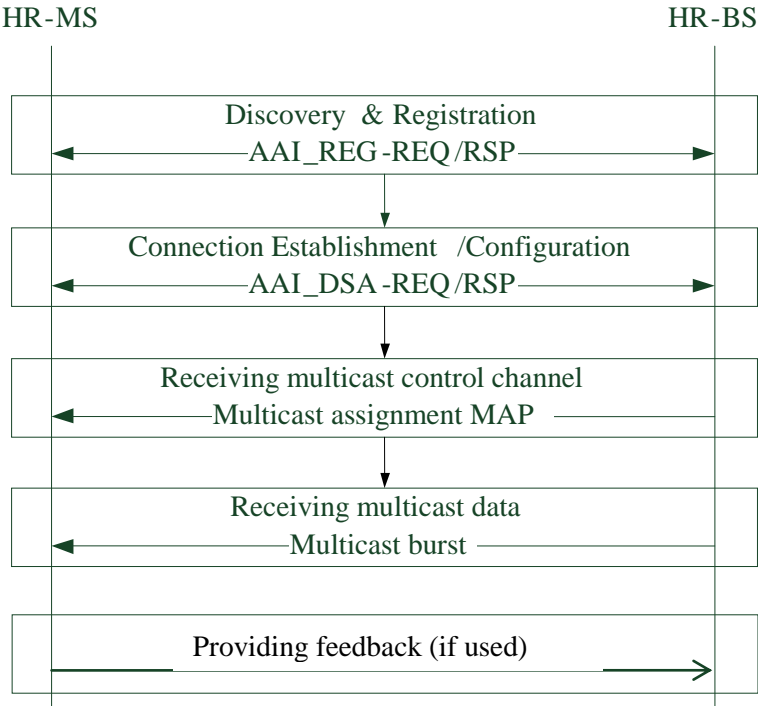 HR-MS HR-BS
Discovery & Registration
AAI_REG-REQ/RSP
Connection Establishment /Configuration
AAI_DSA-REQ/RSP
Receiving multicast control channel
Multicast assignment MAP
Receiving multicast data
Multicast burst
Providing feedback (if used)